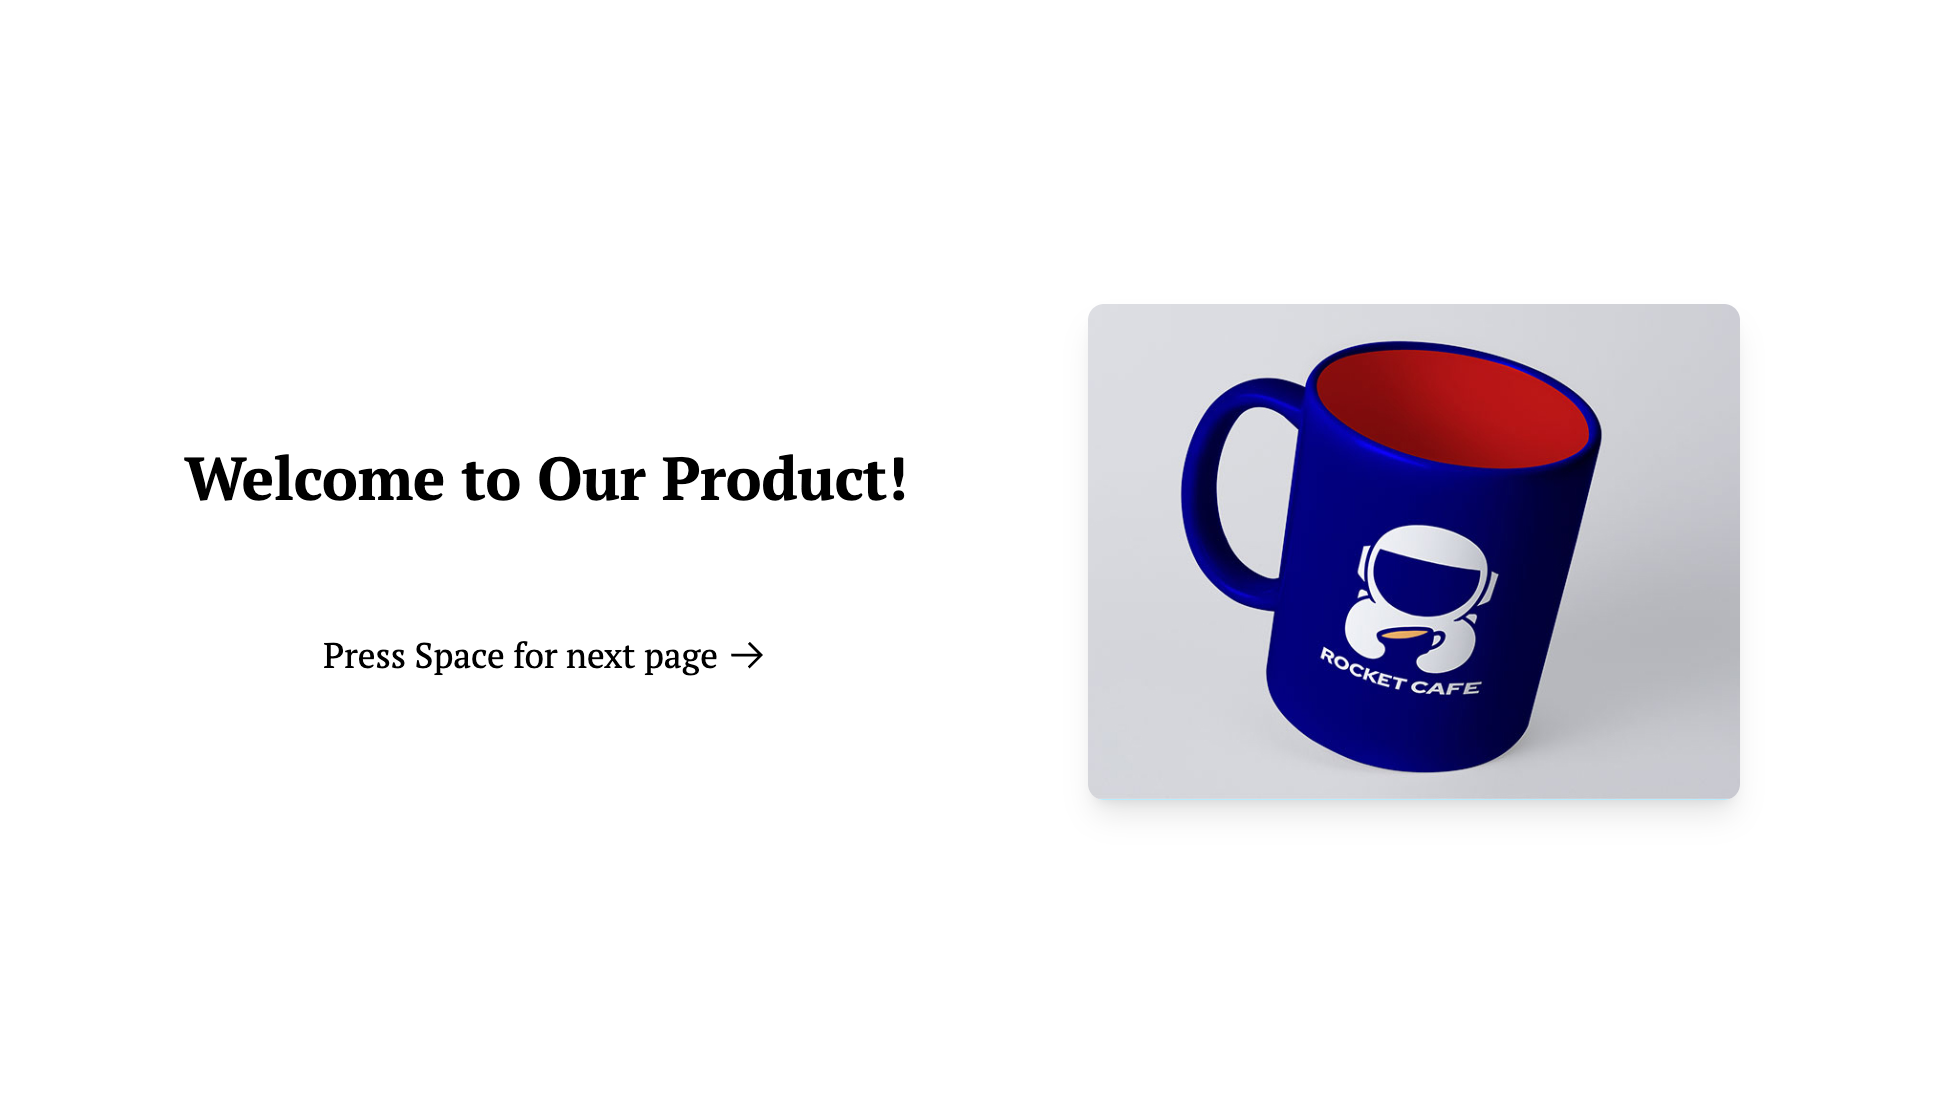 Welcome to Our Product!
Press Space for next page →
ROCKET CAFE